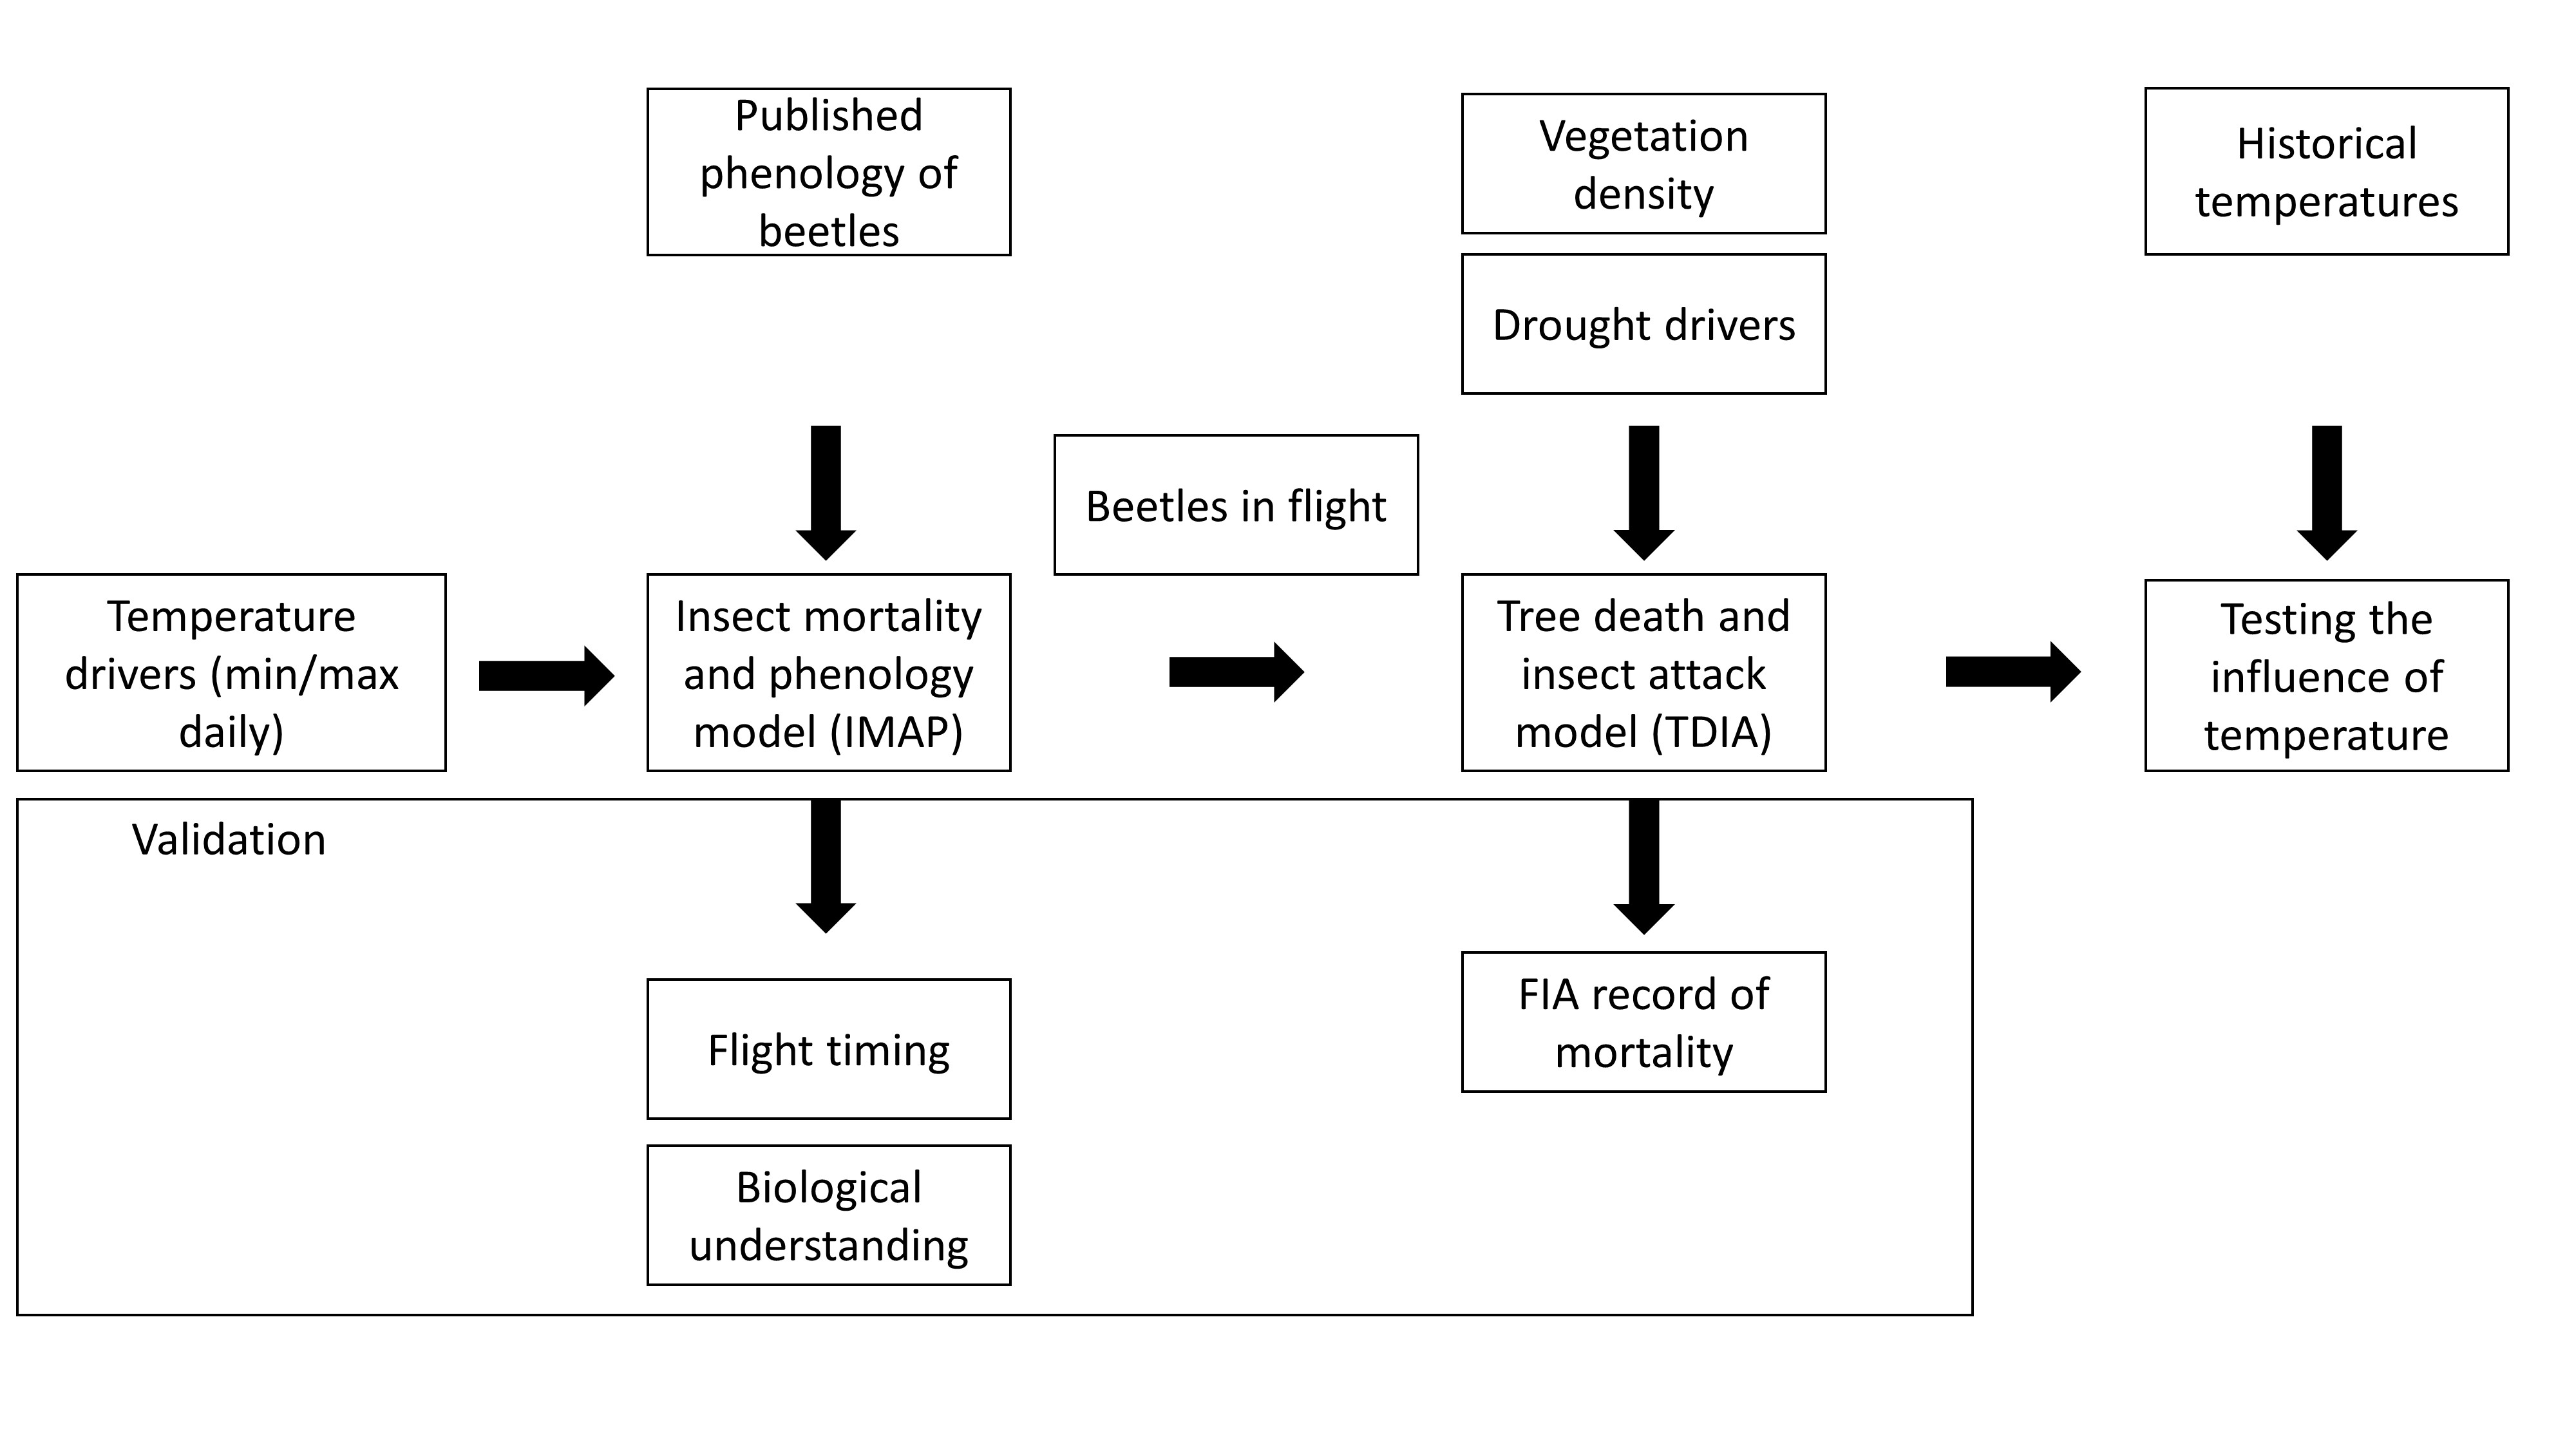 Published
phenology of
beetles
Vegetation
density
Historical
temperatures
Drought drivers
Beetles in flight
Temperature
drivers (min/max
daily)
Insect mortality
and phenology
model (IMAP)
Tree death and
insect attack
model (TDIA)
Testing the
influence of
temperature
Validation
Flight timing
FIA record of
mortality
Biological
understanding